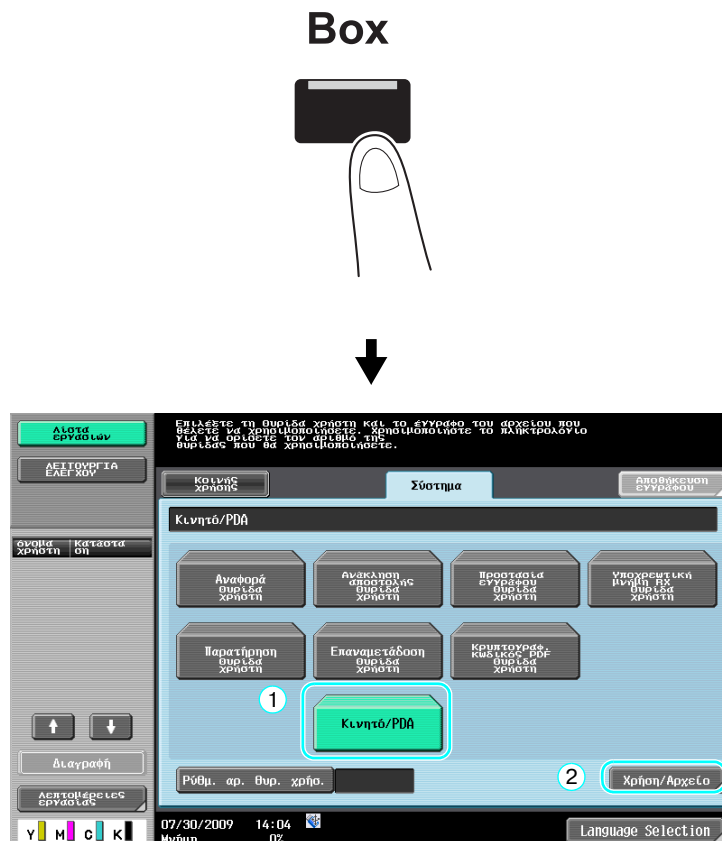 Box
Λίστα
εργασιών
Επιλέξτε τη θυρίδα χρήστη και το έγγραφο του αρχείου που
θέλετε να χρησιμοποιήσετε. Χρησιμοποιήστε το πληκτρολόγιο
για να ορίσετε τον αριθμό της
θυρίδας που θα χρησιμοποιήσετε.
ΛΕΙΤΟΥΡΓΙΑ
ΕΛΕΓΧΟΥ
Κοινής
χρήσης
Σύστημα
Αποθήκευση
εγγράφου
Κινητό/PDA
όνομα
χρήστη
Κατάστα
ση
Αναφορά
θυρίδα
χρήστη
Ανάκληση
αποστολής
θυρίδα
χρήστη
Προστασία
εγγράφου
θυρίδα
χρήστη
Υποχρεωτική
μνήμη RX
θυρίδα
χρήστη
Παρατήρηση
θυρίδα
χρήστη
Επαναμετάδοση
θυρίδα
χρήστη
Κρυπτογραφ.
κωδικός PDF
θυρίδα
χρήστη
1
Κινητό/PDA
Διαγραφή
2
Ρύθμ. αρ. θυρ. χρήσ.
Χρήση/Αρχείο
Λεπτομέρειες
εργασίας
Y M C K
07/30/2009 14:04
Μνήμη 0%
Language Selection